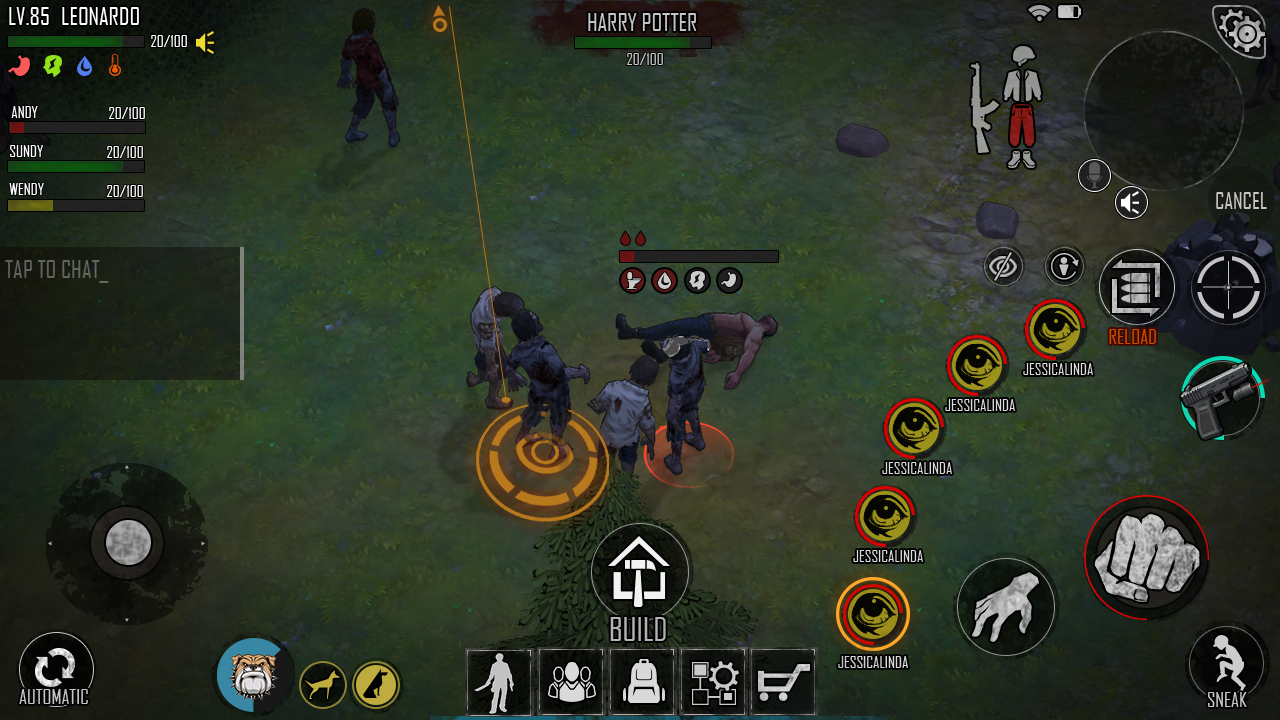 LV.85 LEONARDO
20/100
HARRY POTTER
20/100
ANDY 20/100
SUNDY 20/100
WENDY 20/100
TAP TO CHAT_
CANCEL
RELOAD
JESSICALINDA
JESSICALINDA
JESSICALINDA
JESSICALINDA
JESSICALINDA
BUILD
AUTOMATIC
SNEAK